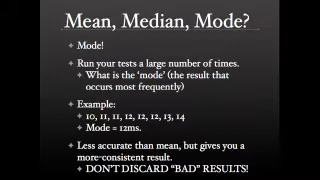 Mean, Median, Mode?
Mode!
Run your tests a large number of times.
What is the ‘mode’ (the result that
occurs most frequently)
Example:
10, 11, 11, 12, 12, 12, 13, 14
Mode = 12ms.
Less accurate than mean, but gives you a
more-consistent result.
DON’T DISCARD “BAD” RESULTS!